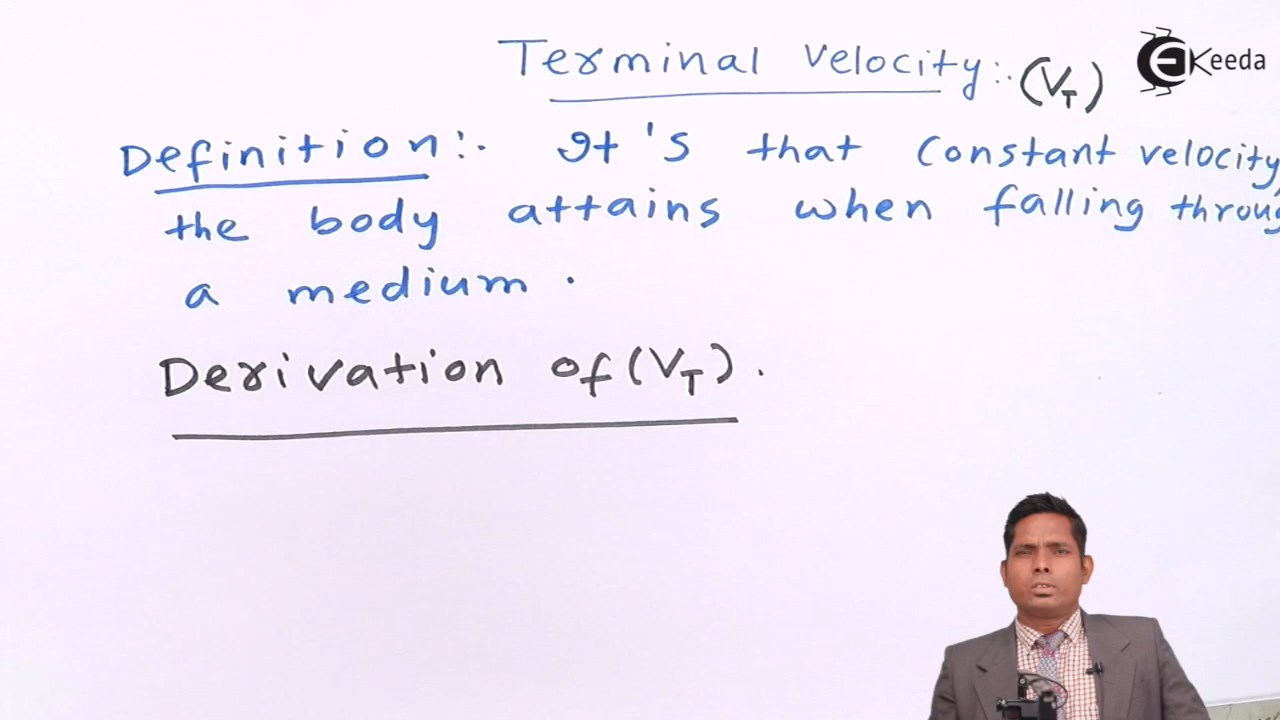 Terminal Velocity:. (VT)
EKeeda
Definition:. It's that constant velocity,
the body attains when falling throug
a medium.
Derivation of (VT).